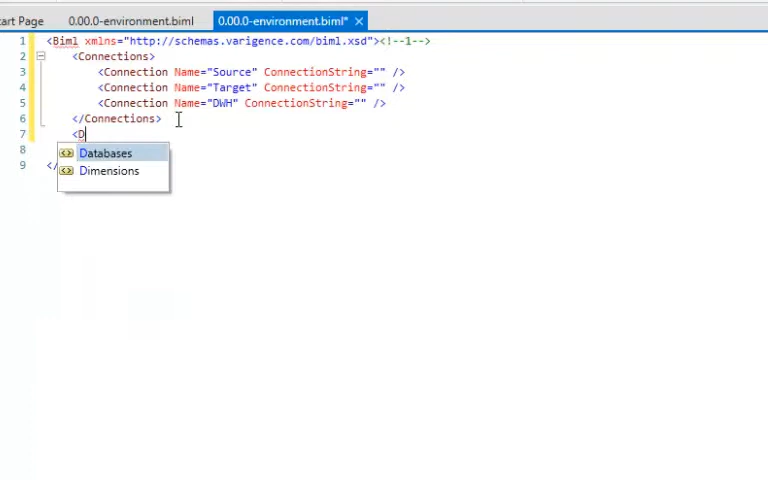 tart Page 0.00.0-environment.biml 0.00.0-environment.biml*
1 <Biml xmlns="http://schemas.varigence.com/biml.xsd"><!--1-->
2 <Connections>
3 <Connection Name="Source" ConnectionString="" />
4 <Connection Name="Target" ConnectionString="" />
5 <Connection Name="DWH" ConnectionString="" />
6 </Connections>
7 <D
8 Databases
Dimensions
9 </